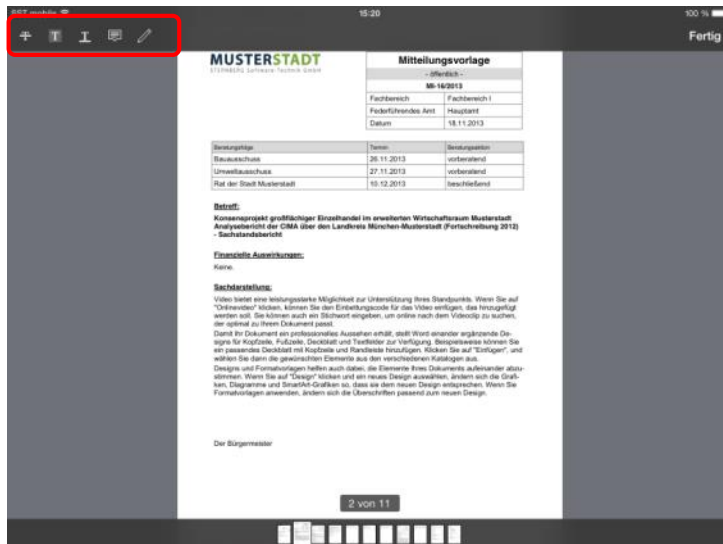 SST mobile
15:20
100 %
T T T
Fertig
MUSTERSTADT
STERNBERG Software-Technik GmbH
Mitteilungsvorlage
- öffentlich -
MI-16/2013
Fachbereich Fachbereich I
Federführendes Amt Hauptamt
Datum 18.11.2013
Beratungsfolge Termin Beratungsaktion
Bauausschuss 26.11.2013 vorberatend
Umweltausschuss 27.11.2013 vorberatend
Rat der Stadt Musterstadt 10.12.2013 beschließend
Betreff:
Konsensprojekt großflächiger Einzelhandel im erweiterten Wirtschaftsraum Musterstadt
Analysebericht der CIMA über den Landkreis München-Musterstadt (Fortschreibung 2012)
- Sachstandsbericht
Finanzielle Auswirkungen:
Keine.
Sachdarstellung:
Video bietet eine leistungsstarke Möglichkeit zur Unterstützung Ihres Standpunkts. Wenn Sie auf
"Onlinevideo" klicken, können Sie den Einbettungscode für das Video einfügen, das hinzugefügt
werden soll. Sie können auch ein Stichwort eingeben, um online nach dem Videoclip zu suchen,
der optimal zu Ihrem Dokument passt.
Damit Ihr Dokument ein professionelles Aussehen erhält, stellt Word einander ergänzende De-
signs für Kopfzeile, Fußzeile, Deckblatt und Textfelder zur Verfügung. Beispielsweise können Sie
ein passendes Deckblatt mit Kopfzeile und Randleiste hinzufügen. Klicken Sie auf "Einfügen", und
wählen Sie dann die gewünschten Elemente aus den verschiedenen Katalogen aus.
Designs und Formatvorlagen helfen auch dabei, die Elemente Ihres Dokuments aufeinander abzu-
stimmen. Wenn Sie auf "Design" klicken und ein neues Design auswählen, ändern sich die Grafi-
ken, Diagramme und SmartArt-Grafiken so, dass sie dem neuen Design entsprechen. Wenn Sie
Formatvorlagen anwenden, ändern sich die Überschriften passend zum neuen Design.
Der Bürgermeister
2 von 11